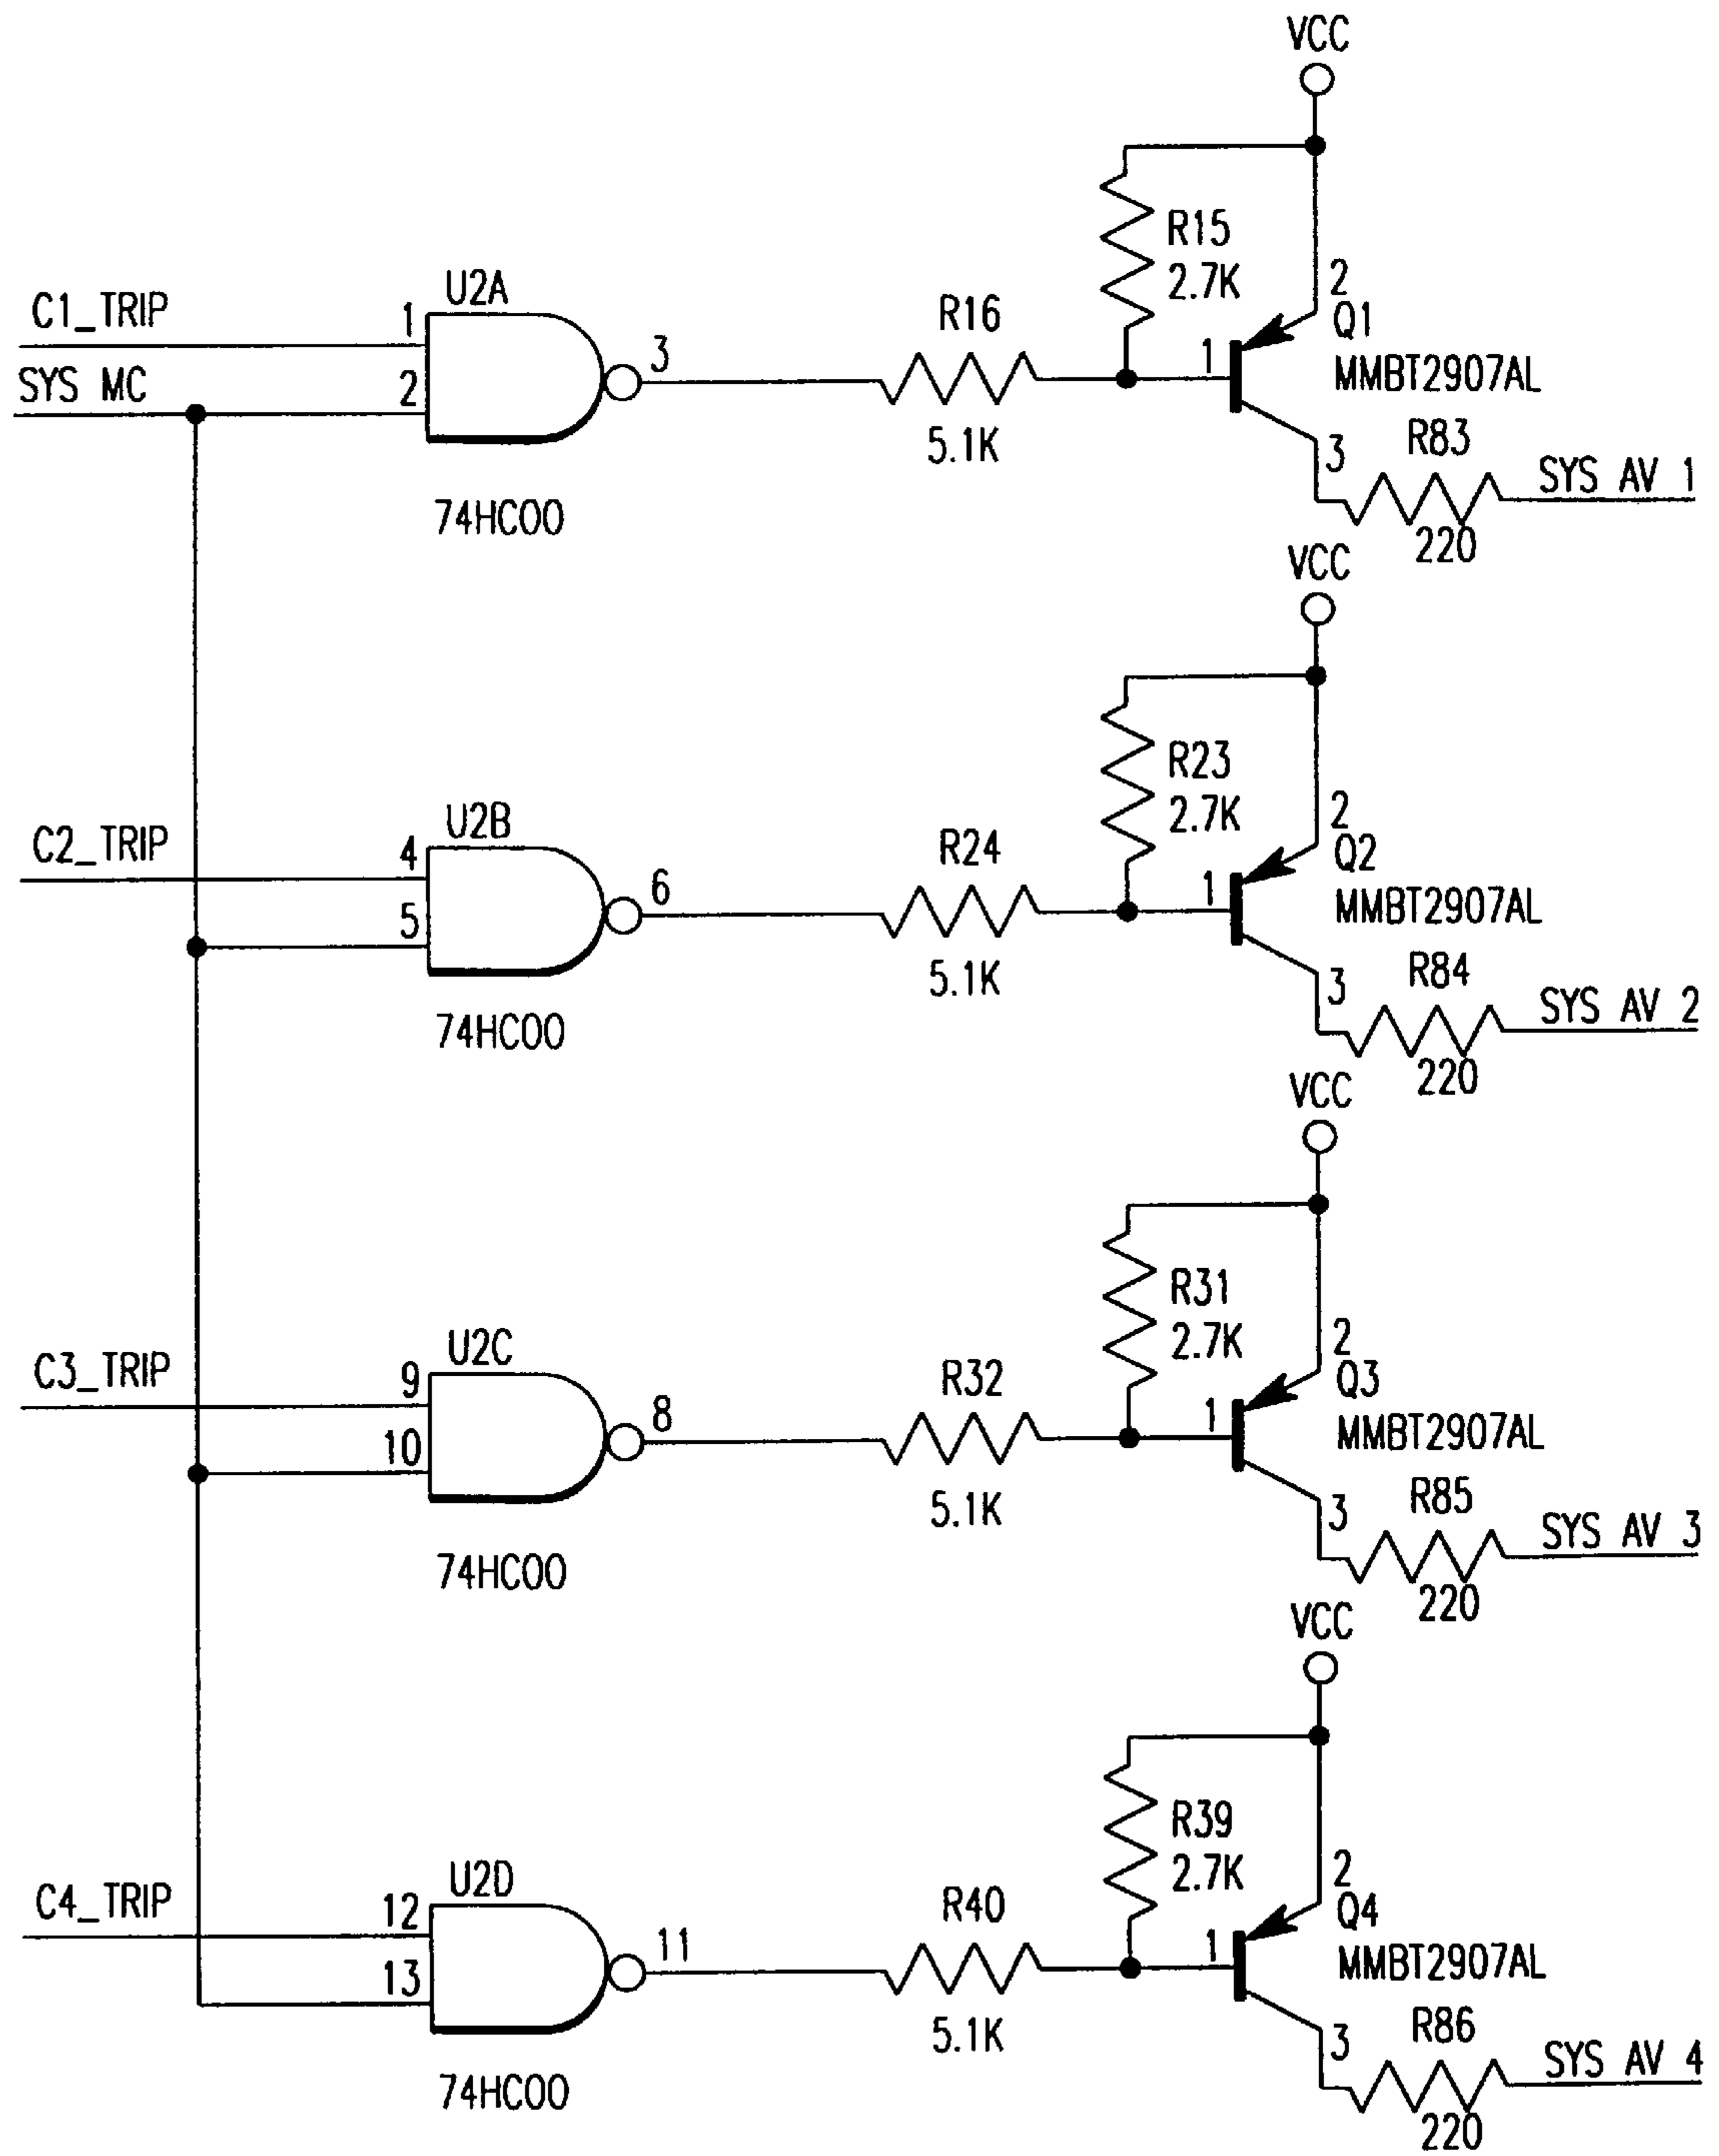 VCC
R15
2.7K
C1_TRIP
1
U2A
3
R16
5.1K
SYS MC
2
74HC00
1
2
Q1
MMBT2907AL
3
R83
220
SYS AV 1
VCC
R23
2.7K
C2_TRIP
4
U2B
6
R24
5.1K
5
74HC00
1
2
Q2
MMBT2907AL
3
R84
220
SYS AV 2
VCC
R31
2.7K
C3_TRIP
9
U2C
8
R32
5.1K
10
74HC00
1
2
Q3
MMBT2907AL
3
R85
220
SYS AV 3
VCC
R39
2.7K
C4_TRIP
12
U2D
11
R40
5.1K
13
74HC00
1
2
Q4
MMBT2907AL
3
R86
220
SYS AV 4